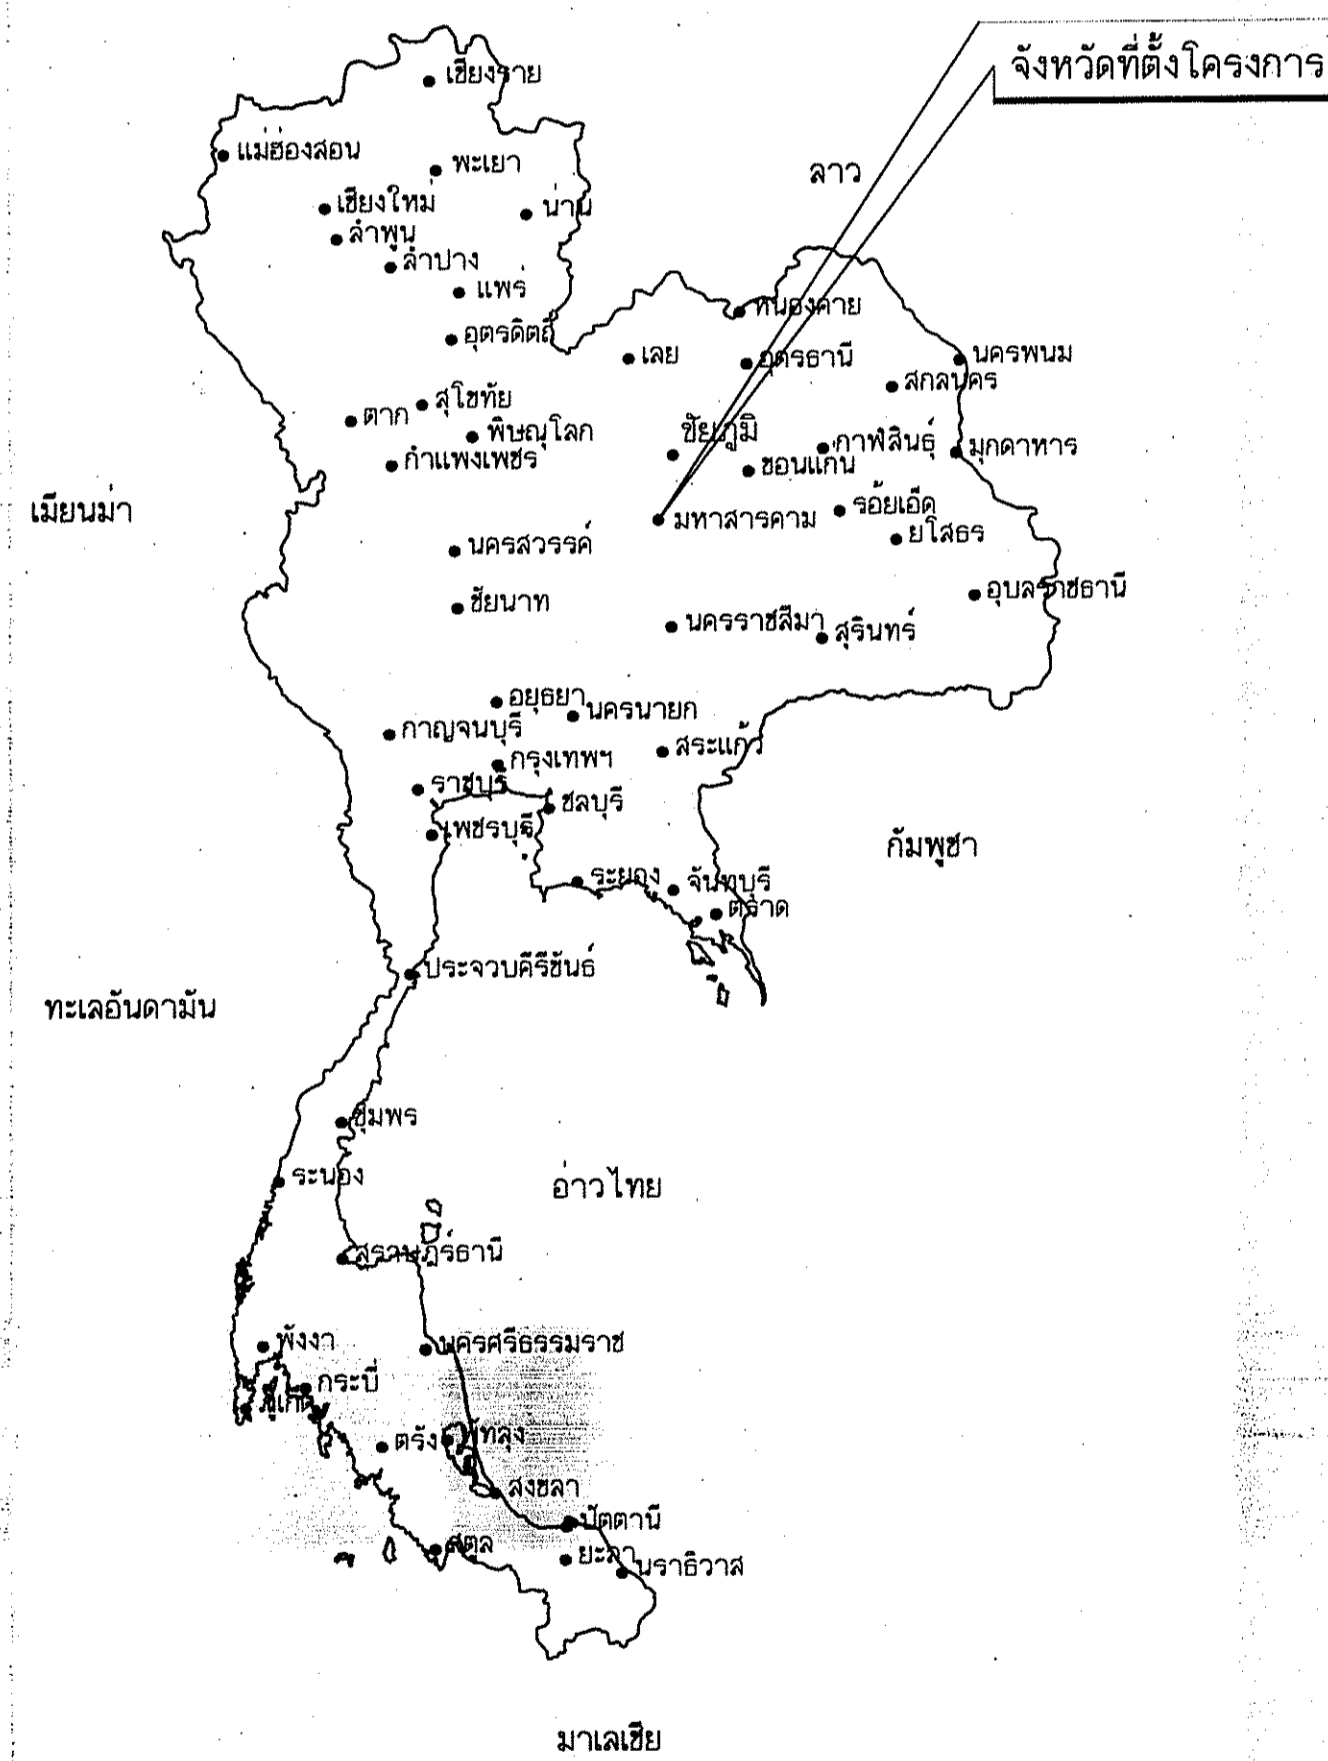 จังหวัดที่ตั้งโครงการ
เชียงราย
แม่ฮ่องสอน
พะเยา
ลาว
เชียงใหม่
น่าน
ลำพูน
ลำปาง
แพร่
หนองคาย
อุตรดิตถ์
เลย
อุดรธานี
นครพนม
สกลนคร
สุโขทัย
ตาก
พิษณุโลก
ชัยภูมิ
กาฬสินธุ์
มุกดาหาร
กำแพงเพชร
ขอนแก่น
เมียนม่า
มหาสารคาม
ร้อยเอ็ด
ยโสธร
นครสวรรค์
ชัยนาท
อุบลราชธานี
นครราชสีมา
สุรินทร์
อยุธยา
นครนายก
กาญจนบุรี
สระแก้ว
กรุงเทพฯ
ราชบุรี
ชลบุรี
เพชรบุรี
กัมพูชา
ระยอง
จันทบุรี
ตราด
ประจวบคีรีขันธ์
ทะเลอันดามัน
ชุมพร
ระนอง
อ่าวไทย
สุราษฎร์ธานี
พังงา
นครศรีธรรมราช
กระบี่
ภูเก็ต
ตรัง
พัทลุง
สงขลา
ปัตตานี
สตูล
ยะลา
นราธิวาส
มาเลเซีย